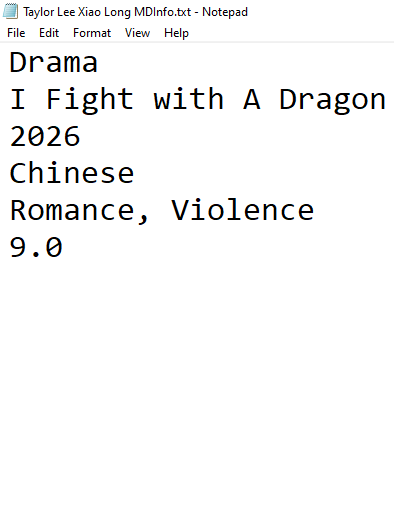 Taylor Lee Xiao Long MDInfo.txt - Notepad
File Edit Format View Help
Drama
I Fight with A Dragon
2026
Chinese
Romance, Violence
9.0